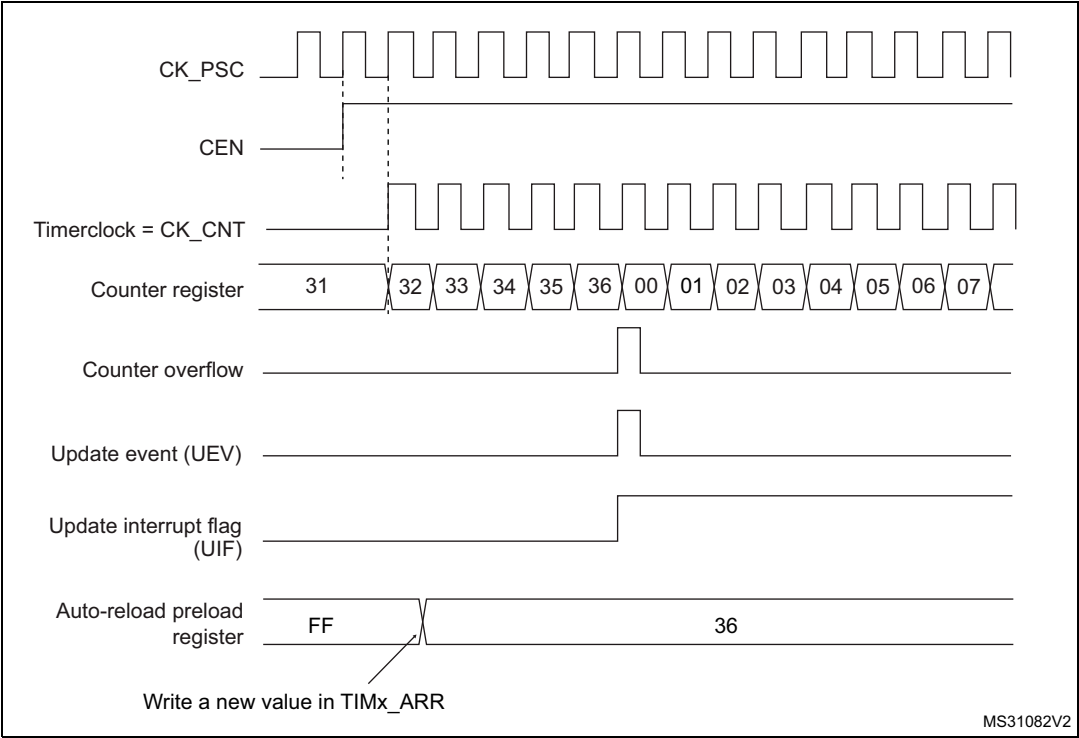 CK_PSC
CEN
Timerclock = CK_CNT
Counter register 31 32 33 34 35 36 00 01 02 03 04 05 06 07
Counter overflow
Update event (UEV)
Update interrupt flag
(UIF)
Auto-reload preload
register
FF 36
Write a new value in TIMx_ARR
MS31082V2